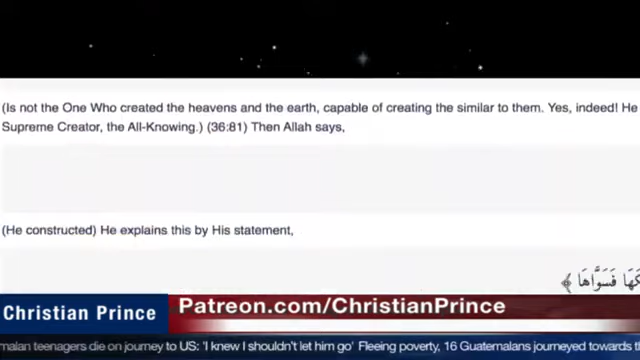 (Is not the One Who created the heavens and the earth, capable of creating the similar to them. Yes, indeed! He
Supreme Creator, the All-Knowing.) (36:81) Then Allah says,
(He constructed) He explains this by His statement,
فَسَوَّاهَا ﴾
Christian Prince
Patreon.com/ChristianPrince
malan teenagers die on journey to US: 'I knew I shouldn't let him go' Fleeing poverty, 16 Guatemalans journeyed towards